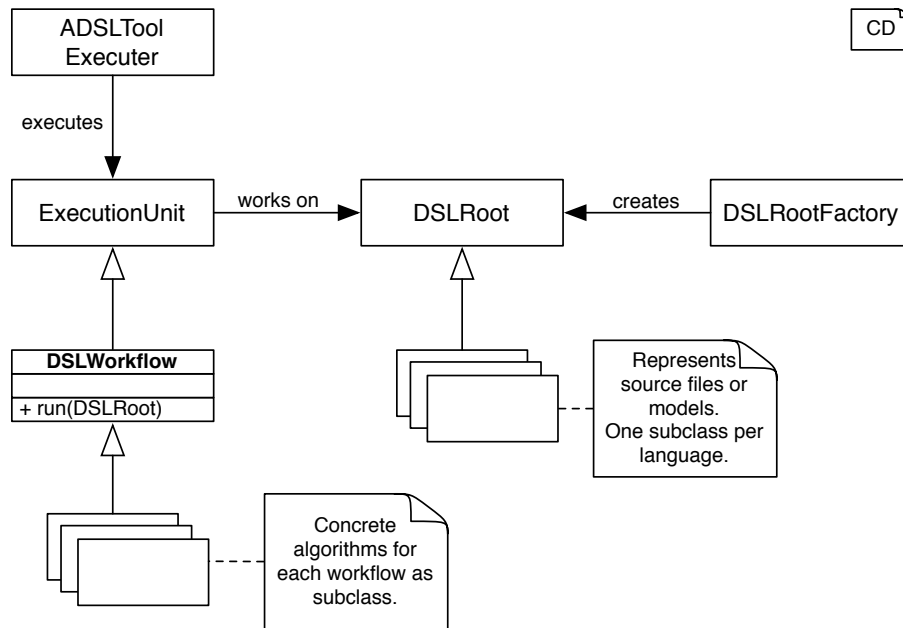 ADSLTool
Executer
CD
executes
ExecutionUnit
works on
DSLRoot
creates
DSLRootFactory
DSLWorkflow
+ run(DSLRoot)
Represents
source files or
models.
One subclass per
language.
Concrete
algorithms for
each workflow as
subclass.